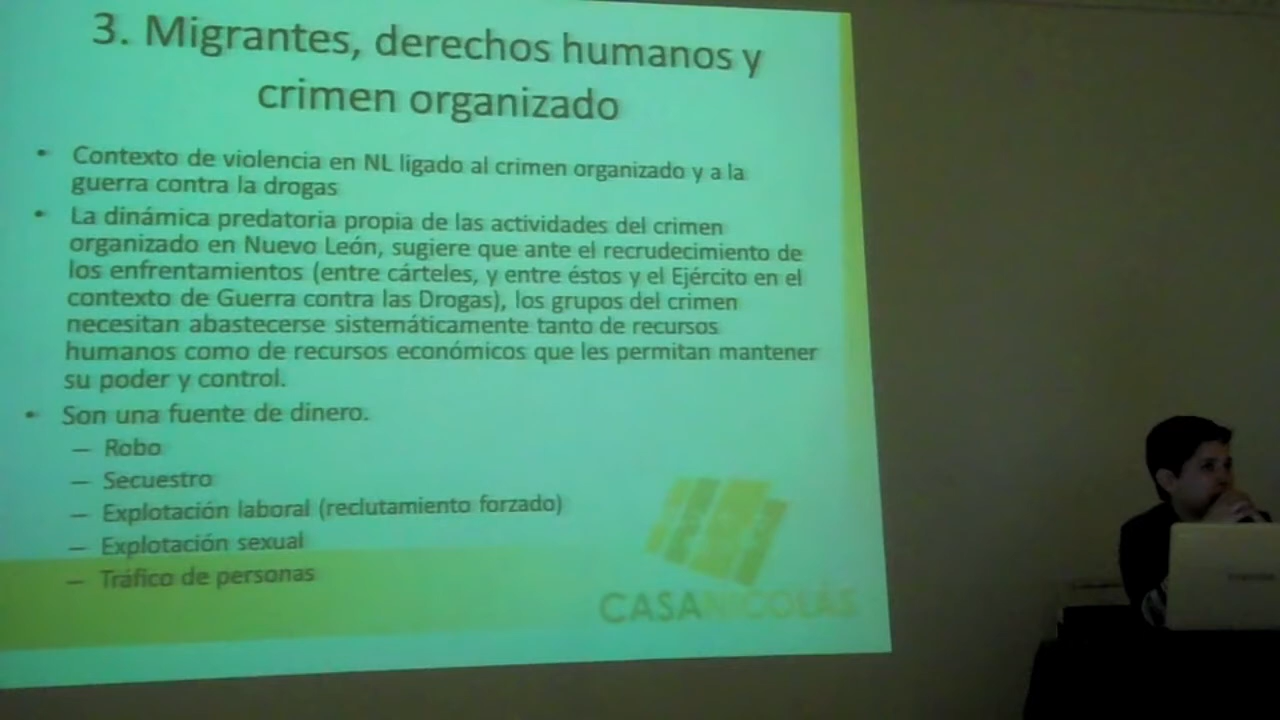 3. Migrantes, derechos humanos y
crimen organizado
• Contexto de violencia en NL ligado al crimen organizado y a la
guerra contra la drogas
• La dinámica predatoria propia de las actividades del crimen
organizado en Nuevo León, sugiere que ante el recrudecimiento de
los enfrentamientos (entre cárteles, y entre éstos y el Ejército en el
contexto de Guerra contra las Drogas), los grupos del crimen
necesitan abastecerse sistemáticamente tanto de recursos
humanos como de recursos económicos que les permitan mantener
su poder y control.
• Son una fuente de dinero.
– Robo
– Secuestro
– Explotación laboral (reclutamiento forzado)
– Explotación sexual
– Tráfico de personas
CASANICOLÁS